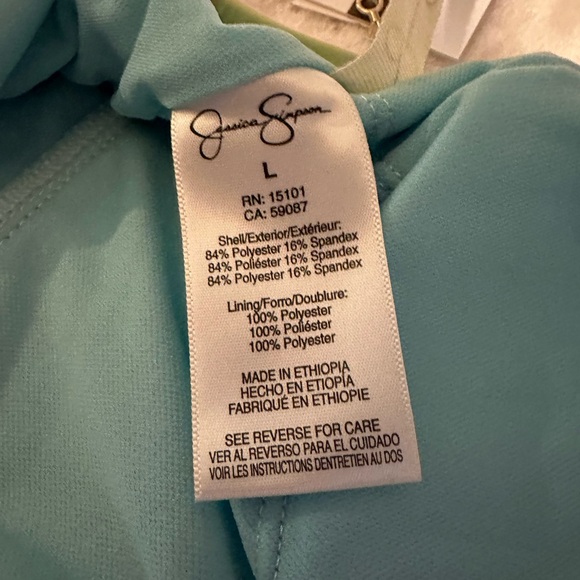 Jessica Simpson
L
RN: 15101
CA: 59087
Shell/Exterior/Extérieur:
84% Polyester 16% Spandex
84% Poliéster 16% Spandex
84% Polyester 16% Spandex
Lining/Forro/Doublure:
100% Polyester
100% Poliéster
100% Polyester
MADE IN ETHIOPIA
HECHO EN ETIOPÍA
FABRIQUÉ EN ETHIOPIE
SEE REVERSE FOR CARE
VER AL REVERSO PARA EL CUIDADO
VOIR LES INSTRUCTIONS DENTRETIEN AU DOS